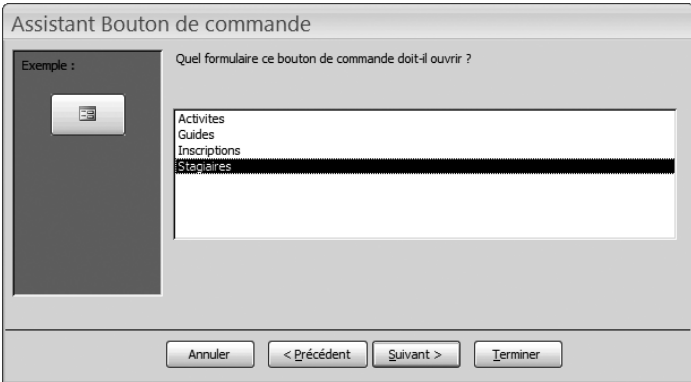 Assistant Bouton de commande
Exemple :
Quel formulaire ce bouton de commande doit-il ouvrir ?
Activites
Guides
Inscriptions
Stagiaires
Annuler
< Précédent
Suivant >
Terminer